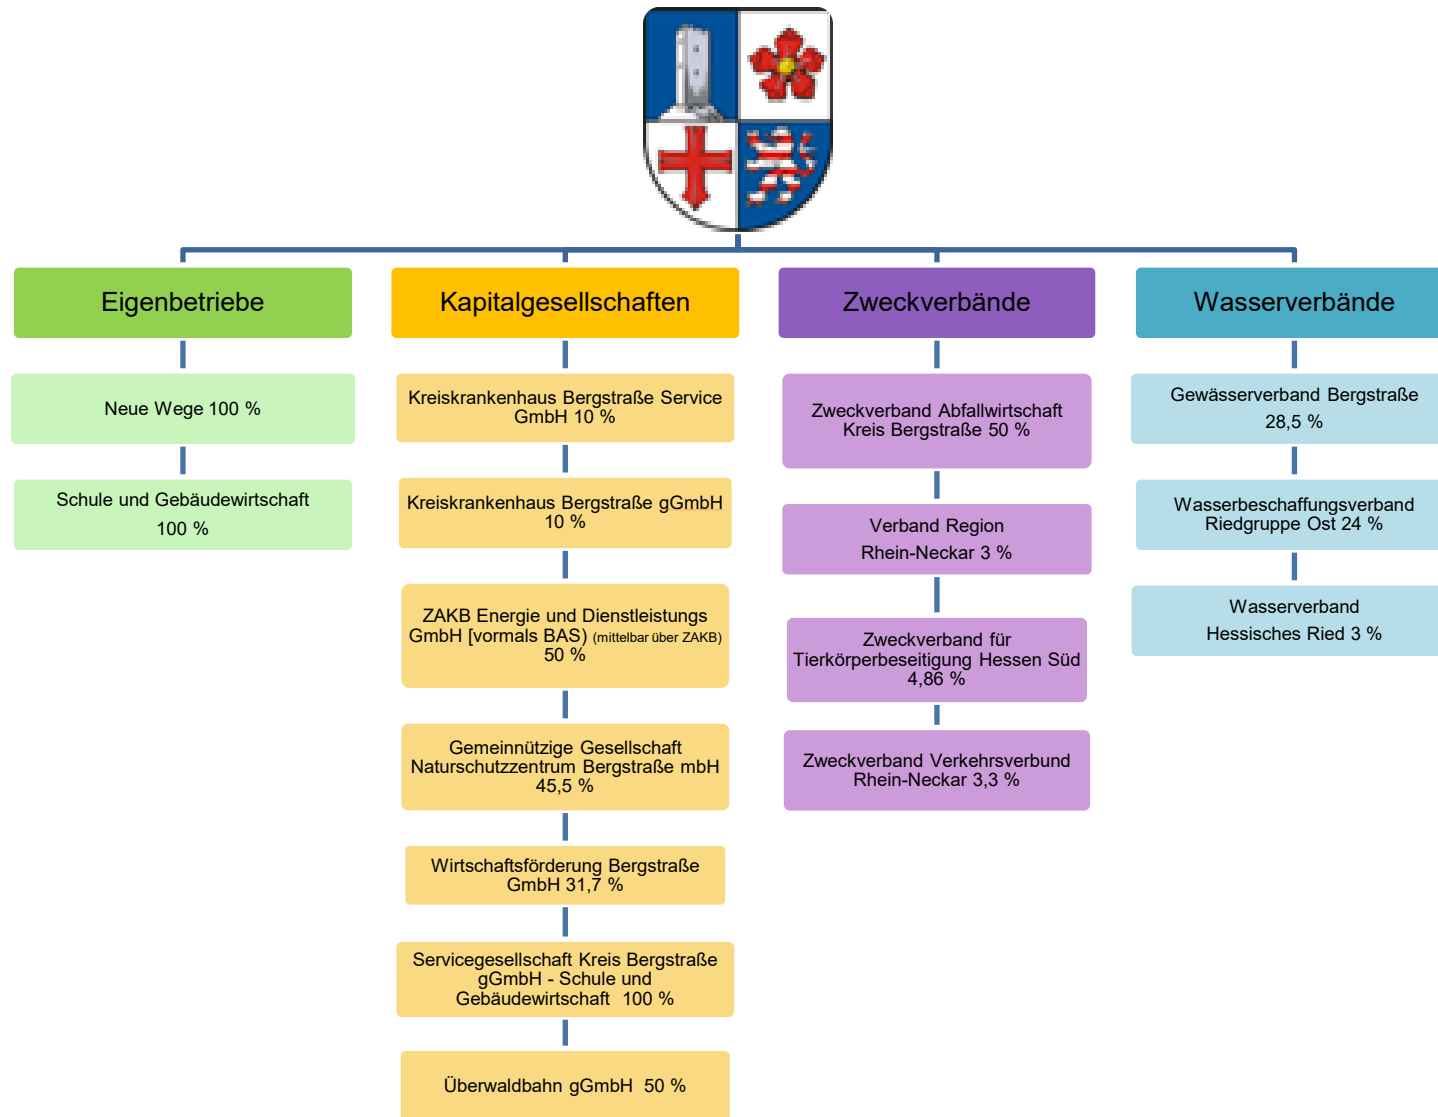 Eigenbetriebe
Neue Wege 100 %
Schule und Gebäudewirtschaft
100 %
Kapitalgesellschaften
Kreiskrankenhaus Bergstraße Service
GmbH 10 %
Kreiskrankenhaus Bergstraße gGmbH
10 %
ZAKB Energie und Dienstleistungs
GmbH [vormals BAS) (mittelbar über ZAKB)
50 %
Gemeinnützige Gesellschaft
Naturschutzzentrum Bergstraße mbH
45,5 %
Wirtschaftsförderung Bergstraße
GmbH 31,7 %
Servicegesellschaft Kreis Bergstraße
gGmbH - Schule und
Gebäudewirtschaft 100 %
Überwaldbahn gGmbH 50 %
Zweckverbände
Zweckverband Abfallwirtschaft
Kreis Bergstraße 50 %
Verband Region
Rhein-Neckar 3 %
Zweckverband für
Tierkörperbeseitigung Hessen Süd
4,86 %
Zweckverband Verkehrsverbund
Rhein-Neckar 3,3 %
Wasserverbände
Gewässerverband Bergstraße
28,5 %
Wasserbeschaffungsverband
Riedgruppe Ost 24 %
Wasserverband
Hessisches Ried 3 %